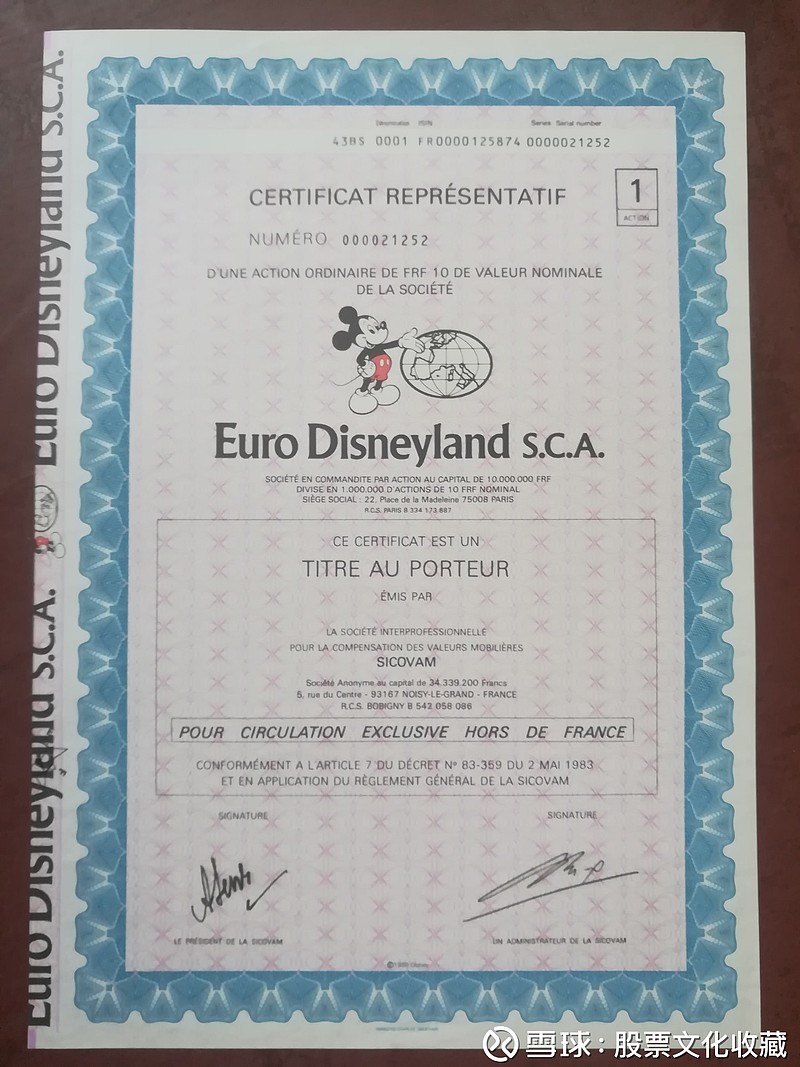 Euro Disneyland S.C.A.
Euro Disneyland S.C.A.
ISIN
Serial number
43BS 0001 FR0000125874 0000021252
CERTIFICAT REPRÉSENTATIF
1
ACTION
NUMÉRO 000021252
D'UNE ACTION ORDINAIRE DE FRF 10 DE VALEUR NOMINALE
DE LA SOCIÉTÉ
Euro Disneyland S.C.A.
SOCIÉTÉ EN COMMANDITE PAR ACTION AU CAPITAL DE 10.000.000 FRF
DIVISE EN 1.000.000 D'ACTIONS DE 10 FRF NOMINAL
SIÈGE SOCIAL : 22, Place de la Madeleine 75008 PARIS
R.C.S. PARIS B 334 173 887
CE CERTIFICAT EST UN
TITRE AU PORTEUR
ÉMIS PAR
LA SOCIÉTÉ INTERPROFESSIONNELLE
POUR LA COMPENSATION DES VALEURS MOBILIÈRES
SICOVAM
Société Anonyme au capital de 34.339.200 Francs
5, rue du Centre - 93167 NOISY-LE-GRAND - FRANCE
R.C.S. BOBIGNY B 542 058 086
POUR CIRCULATION EXCLUSIVE HORS DE FRANCE
CONFORMÉMENT A L'ARTICLE 7 DU DÉCRET N° 83-359 DU 2 MAI 1983
ET EN APPLICATION DU RÈGLEMENT GÉNÉRAL DE LA SICOVAM
SIGNATURE
SIGNATURE
LE PRÉSIDENT DE LA SICOVAM
UN ADMINISTRATEUR DE LA SICOVAM
雪球：股票文化收藏